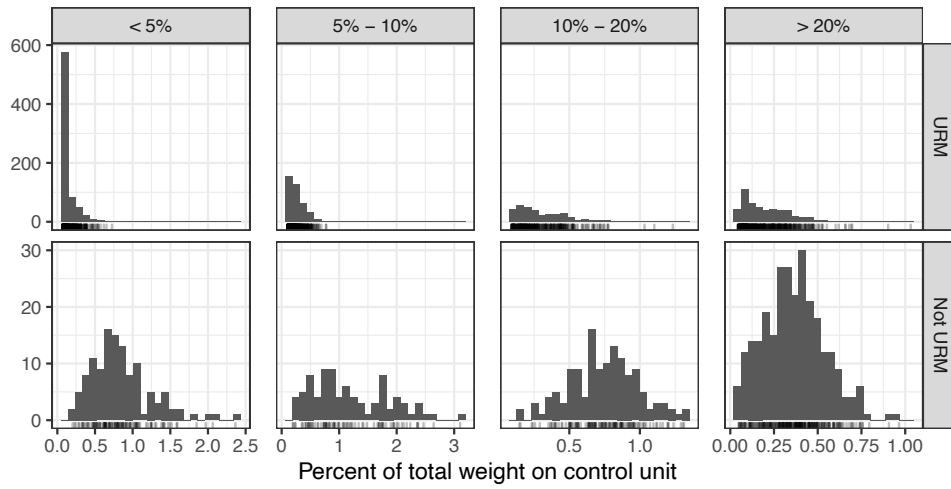 < 5%
5% − 10%
10% − 20%
> 20%
600
400
200
0
URM
30
20
10
0
Not URM
0.0 0.5 1.0 1.5 2.0 2.5
0 1 2 3
0.5 1.0
0.00 0.25 0.50 0.75 1.00
Percent of total weight on control unit